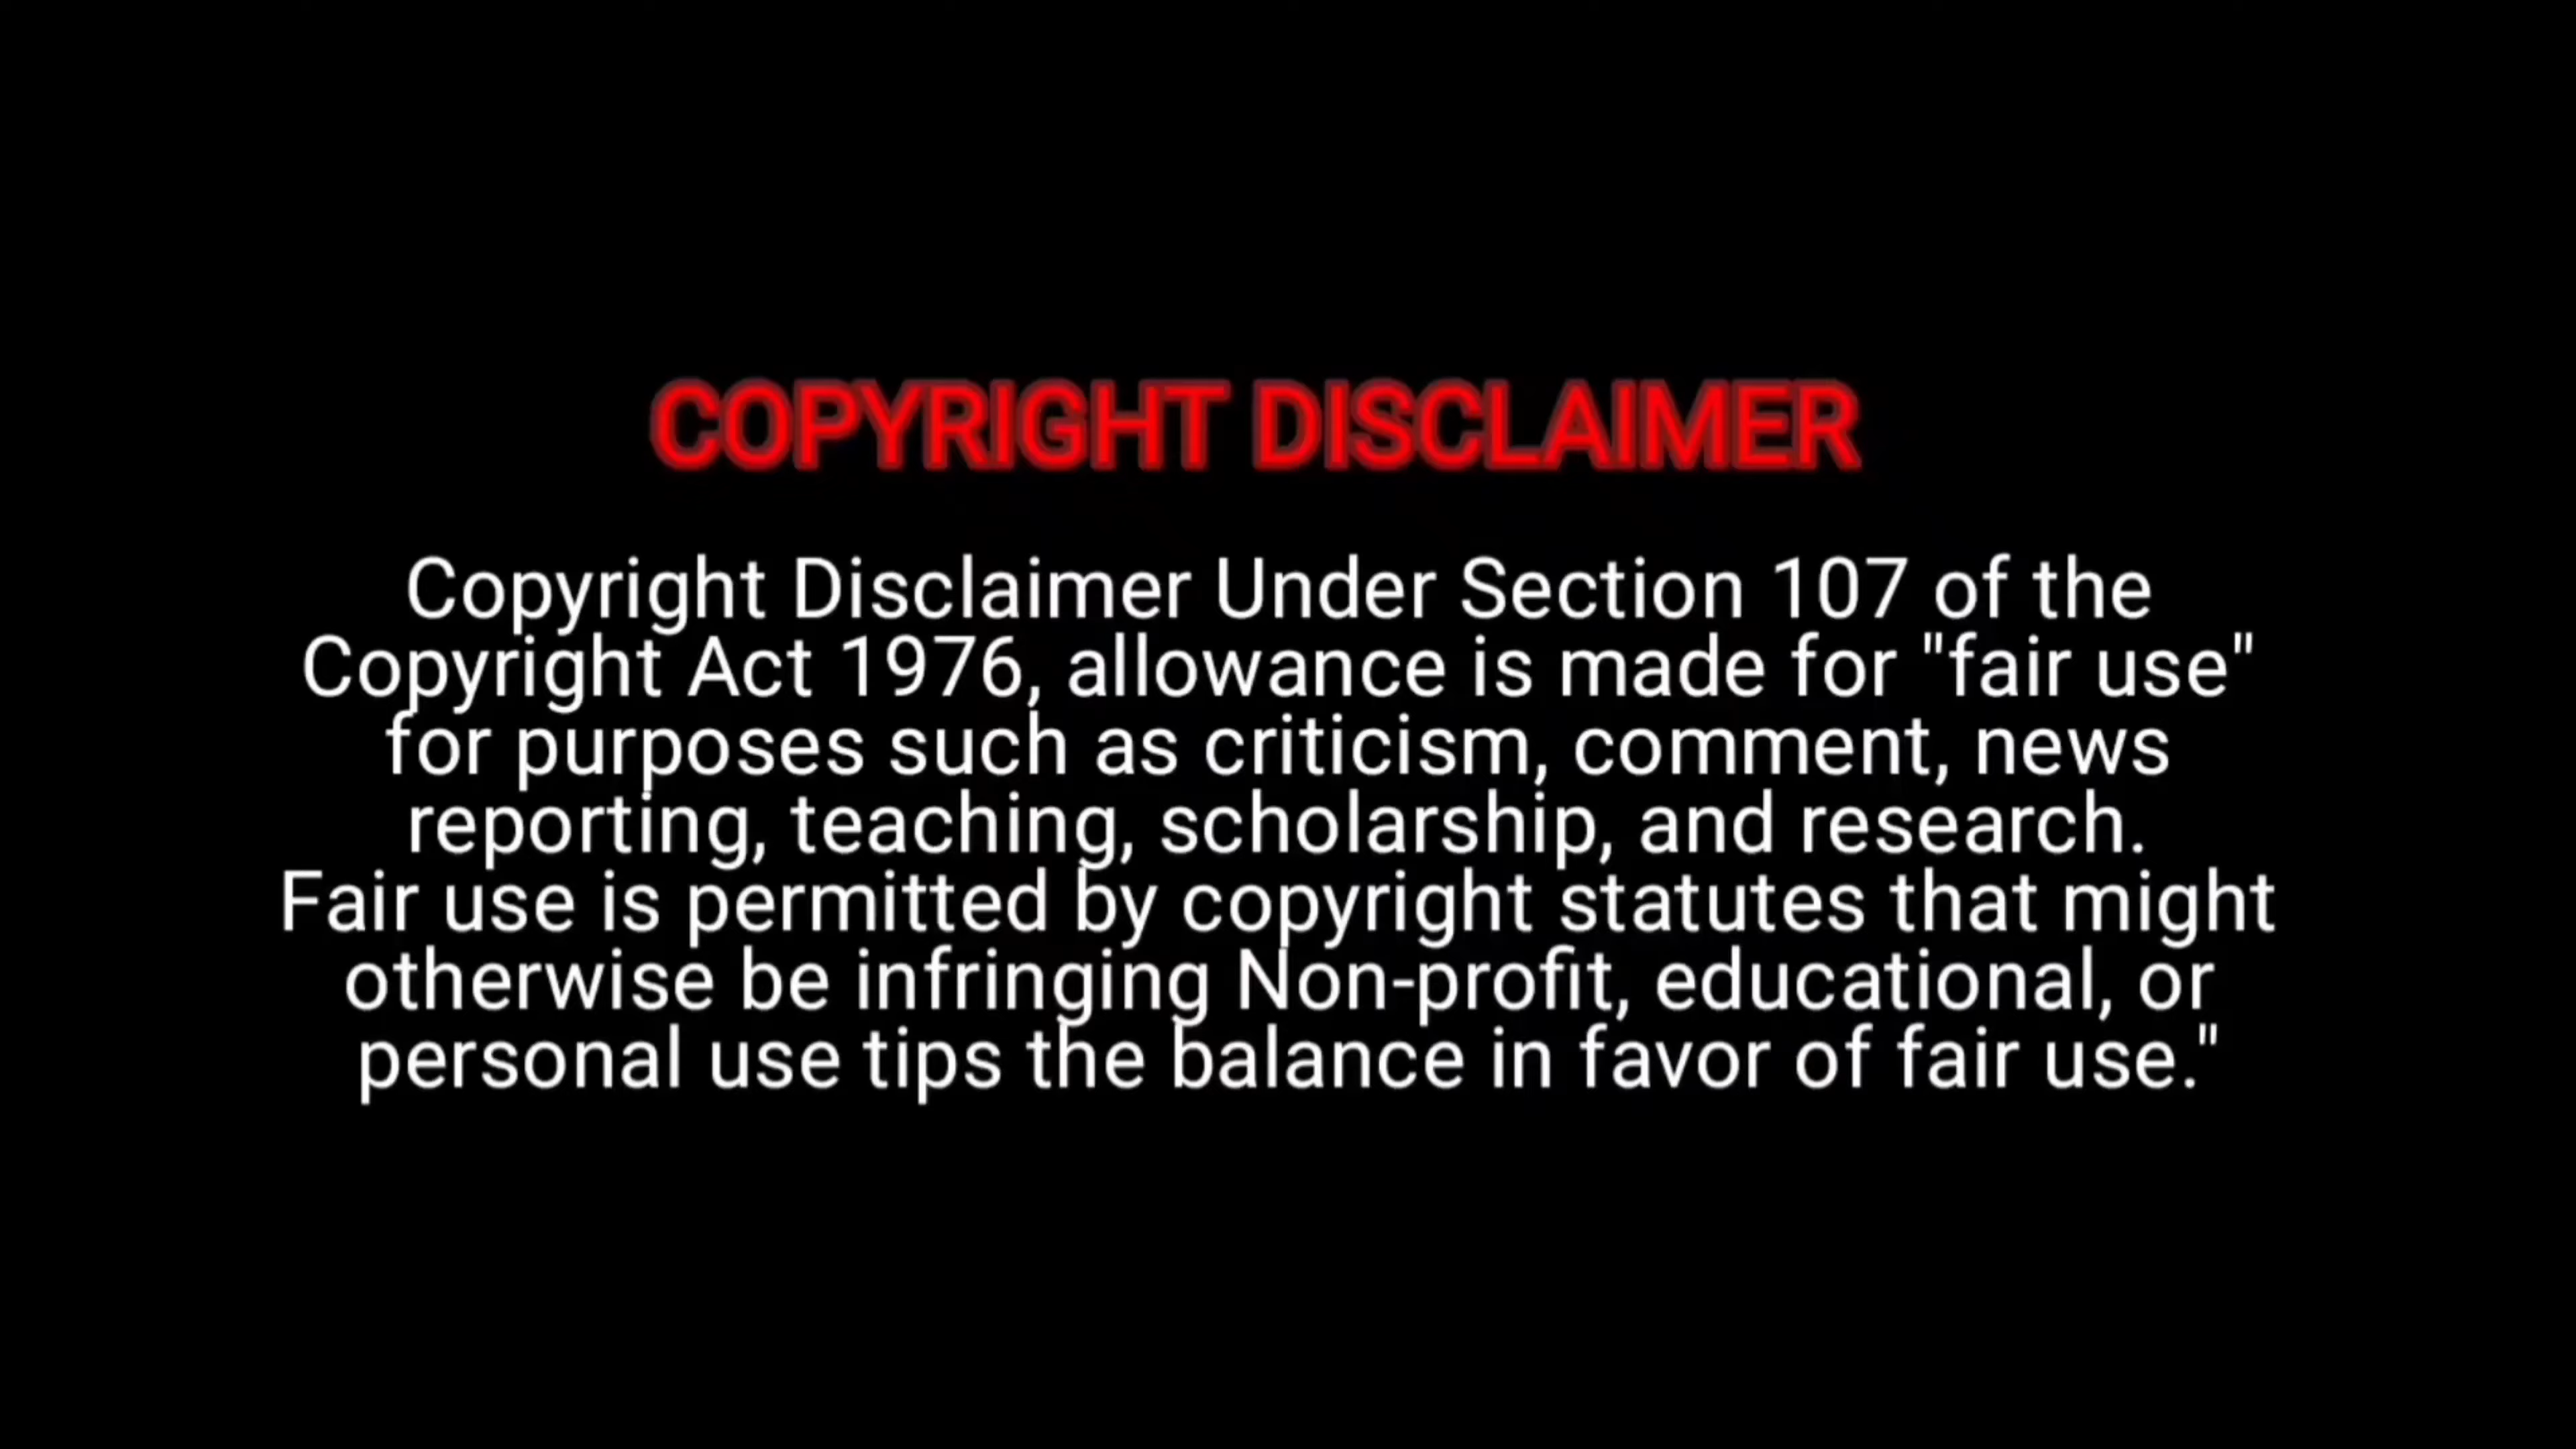 COPYRIGHT DISCLAIMER
Copyright Disclaimer Under Section 107 of the
Copyright Act 1976, allowance is made for "fair use"
for purposes such as criticism, comment, news
reporting, teaching, scholarship, and research.
Fair use is permitted by copyright statutes that might
otherwise be infringing Non-profit, educational, or
personal use tips the balance in favor of fair use."